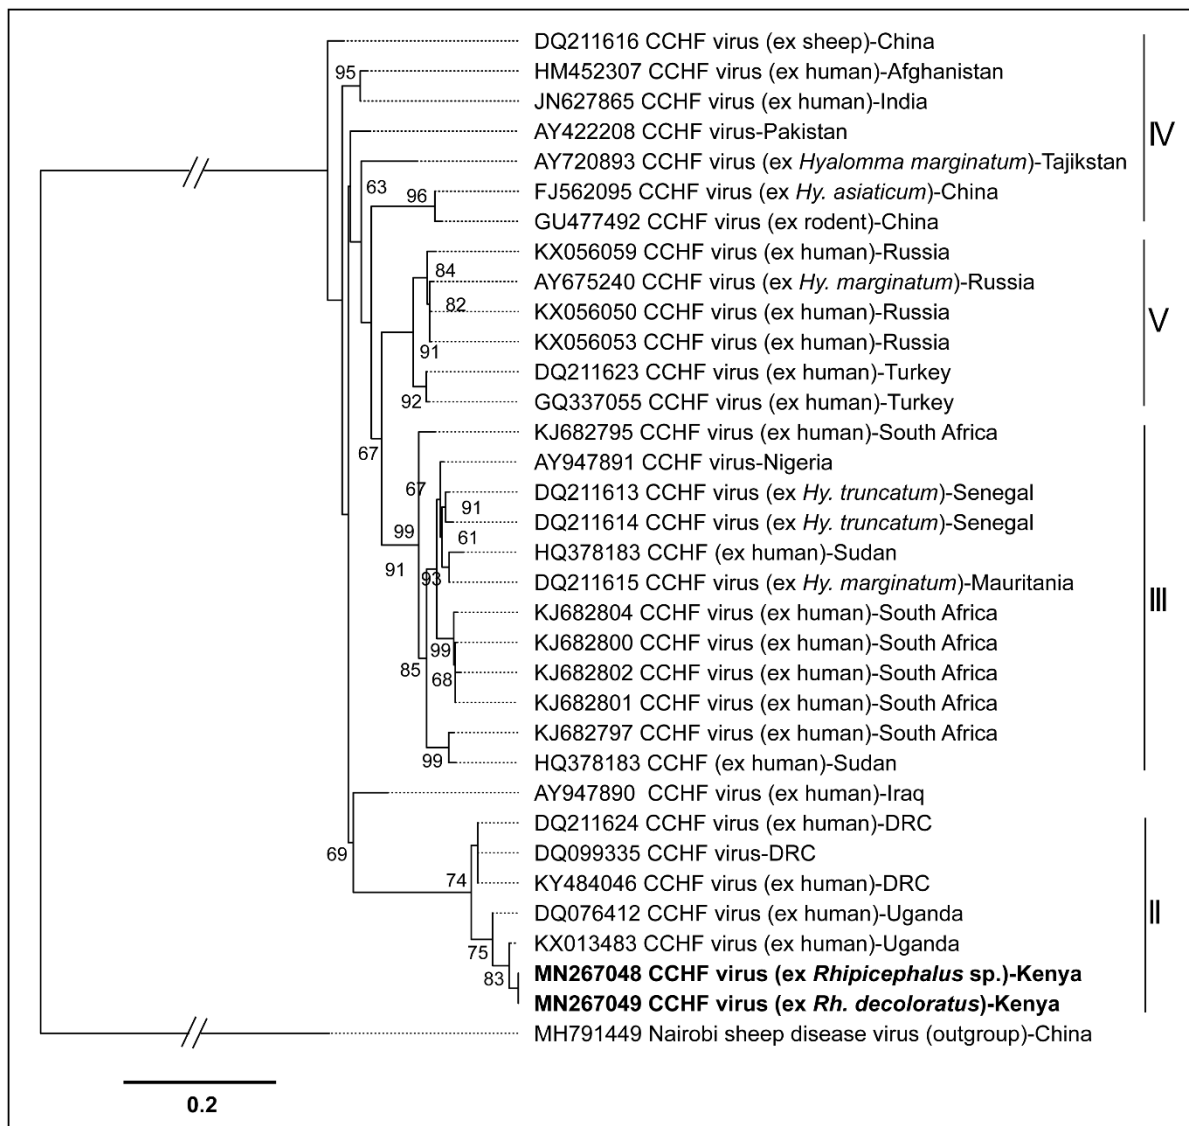 DQ211616 CCHF virus (ex sheep)-China
95
HM452307 CCHF virus (ex human)-Afghanistan
JN627865 CCHF virus (ex human)-India
AY422208 CCHF virus-Pakistan
IV
AY720893 CCHF virus (ex Hyalomma marginatum)-Tajikstan
63
96
FJ562095 CCHF virus (ex Hy. asiaticum)-China
GU477492 CCHF virus (ex rodent)-China
KX056059 CCHF virus (ex human)-Russia
84
AY675240 CCHF virus (ex Hy. marginatum)-Russia
82
KX056050 CCHF virus (ex human)-Russia
V
91
KX056053 CCHF virus (ex human)-Russia
DQ211623 CCHF virus (ex human)-Turkey
92
GQ337055 CCHF virus (ex human)-Turkey
KJ682795 CCHF virus (ex human)-South Africa
67
AY947891 CCHF virus-Nigeria
67
DQ211613 CCHF virus (ex Hy. truncatum)-Senegal
91
DQ211614 CCHF virus (ex Hy. truncatum)-Senegal
99
61
HQ378183 CCHF (ex human)-Sudan
91
93
DQ211615 CCHF virus (ex Hy. marginatum)-Mauritania
III
KJ682804 CCHF virus (ex human)-South Africa
99
KJ682800 CCHF virus (ex human)-South Africa
85
68
KJ682802 CCHF virus (ex human)-South Africa
KJ682801 CCHF virus (ex human)-South Africa
KJ682797 CCHF virus (ex human)-South Africa
99
HQ378183 CCHF (ex human)-Sudan
AY947890 CCHF virus (ex human)-Iraq
DQ211624 CCHF virus (ex human)-DRC
69
DQ099335 CCHF virus-DRC
74
KY484046 CCHF virus (ex human)-DRC
DQ076412 CCHF virus (ex human)-Uganda
II
75
KX013483 CCHF virus (ex human)-Uganda
83
MN267048 CCHF virus (ex Rhipicephalus sp.)-Kenya
MN267049 CCHF virus (ex Rh. decoloratus)-Kenya
MH791449 Nairobi sheep disease virus (outgroup)-China
0.2